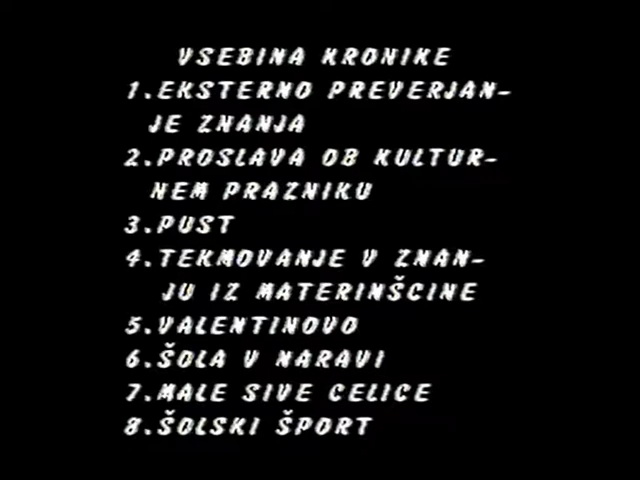 VSEBINA KRONIKE
1.EKSTERNO PREVERJAN-
JE ZNANJA
2.PROSLAVA OB KULTUR-
NEM PRAZNIKU
3.PUST
4.TEKMOVANJE V ZNAN-
JU IZ MATERINŠCINE
5.VALENTINOVO
6.ŠOLA V NARAVI
7.MALE SIVE CELICE
8.ŠOLSKI ŠPORT